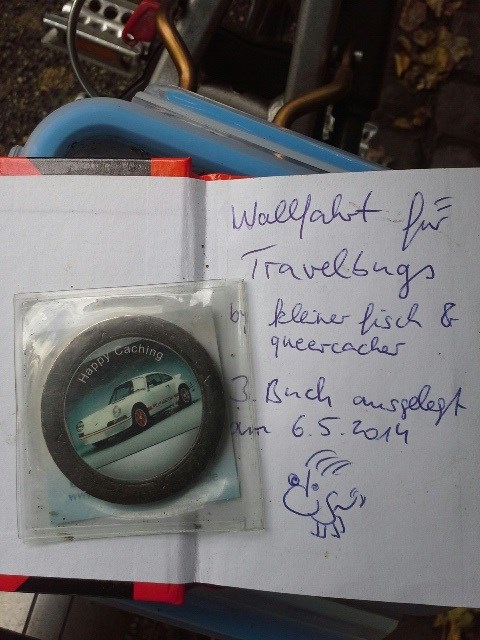 Wallfahrt für
Travelbugs
by kleiner fisch &
queercacher
3. Buch ausgelegt
am 6.5.2014
Happy Caching